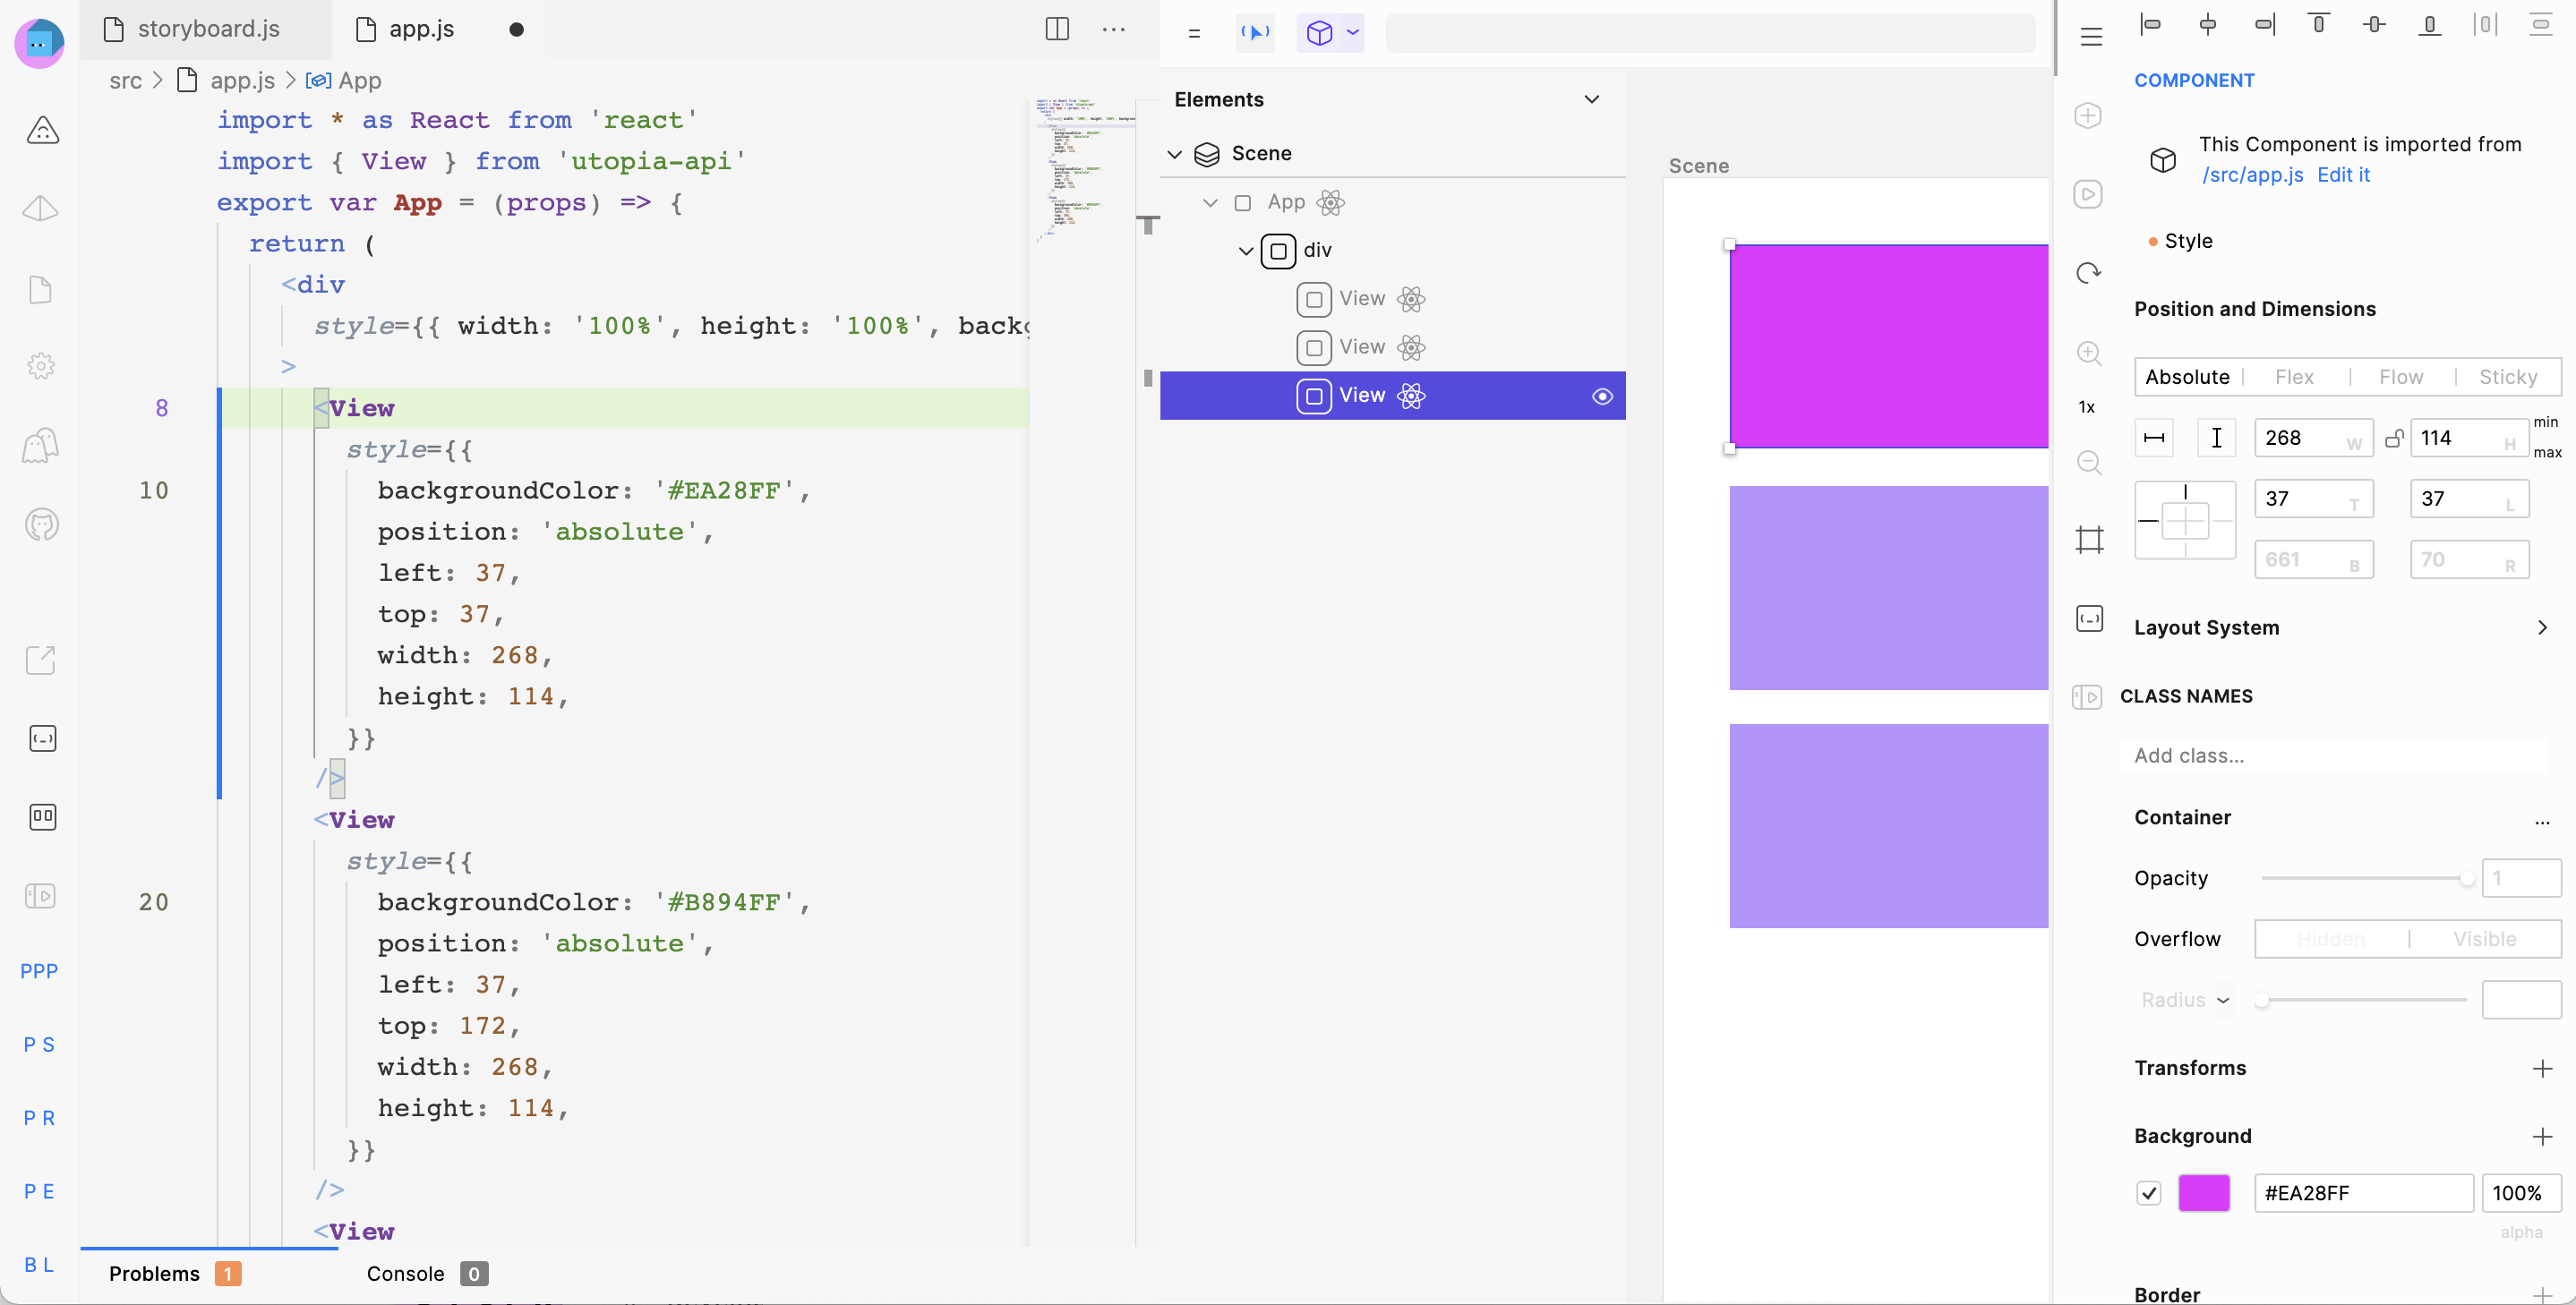 storyboard.js
app.js
src > app.js > App
import * as React from 'react'
import { View } from 'utopia-api'
export var App = (props) => {
return (
<div
style={{ width: '100%', height: '100%', back
>
8
<View
style={{
10
backgroundColor: '#EA28FF',
position: 'absolute',
left: 37,
top: 37,
width: 268,
height: 114,
}}
/>
<View
style={{
20
backgroundColor: '#B894FF',
position: 'absolute',
left: 37,
top: 172,
width: 268,
height: 114,
}}
/>
<View
PPP
P S
P R
P E
B L
Problems 1
Console 0
Elements
Scene
App
div
View
View
View
Scene
1x
COMPONENT
This Component is imported from
/src/app.js Edit it
Style
Position and Dimensions
Absolute | Flex | Flow | Sticky
268 W
114 H
min
max
37 T
37 L
661 B
70 R
Layout System
CLASS NAMES
Add class...
Container
...
Opacity
1
Overflow
Hidden | Visible
Radius
Transforms
Background
#EA28FF
100%
alpha
Border